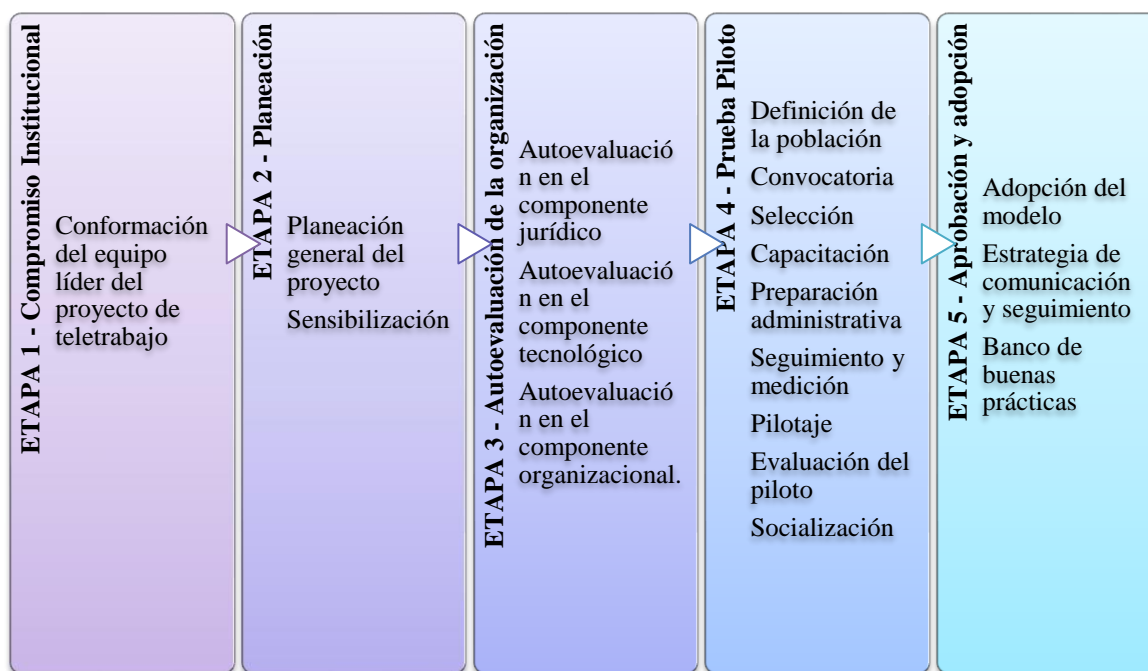 ETAPA 1 - Compromiso Institucional
Conformación
del equipo
líder del
proyecto de
teletrabajo
ETAPA 2 - Planeación
Planeación
general del
proyecto
Sensibilización
ETAPA 3 - Autoevaluación de la organización
Autoevaluació
n en el
componente
jurídico
Autoevaluació
n en el
componente
tecnológico
Autoevaluació
n en el
componente
organizacional.
ETAPA 4 - Prueba Piloto
Definición de
la población
Convocatoria
Selección
Capacitación
Preparación
administrativa
Seguimiento y
medición
Pilotaje
Evaluación del
piloto
Socialización
ETAPA 5 - Aprobación y adopción
Adopción del
modelo
Estrategia de
comunicación
y seguimiento
Banco de
buenas
prácticas